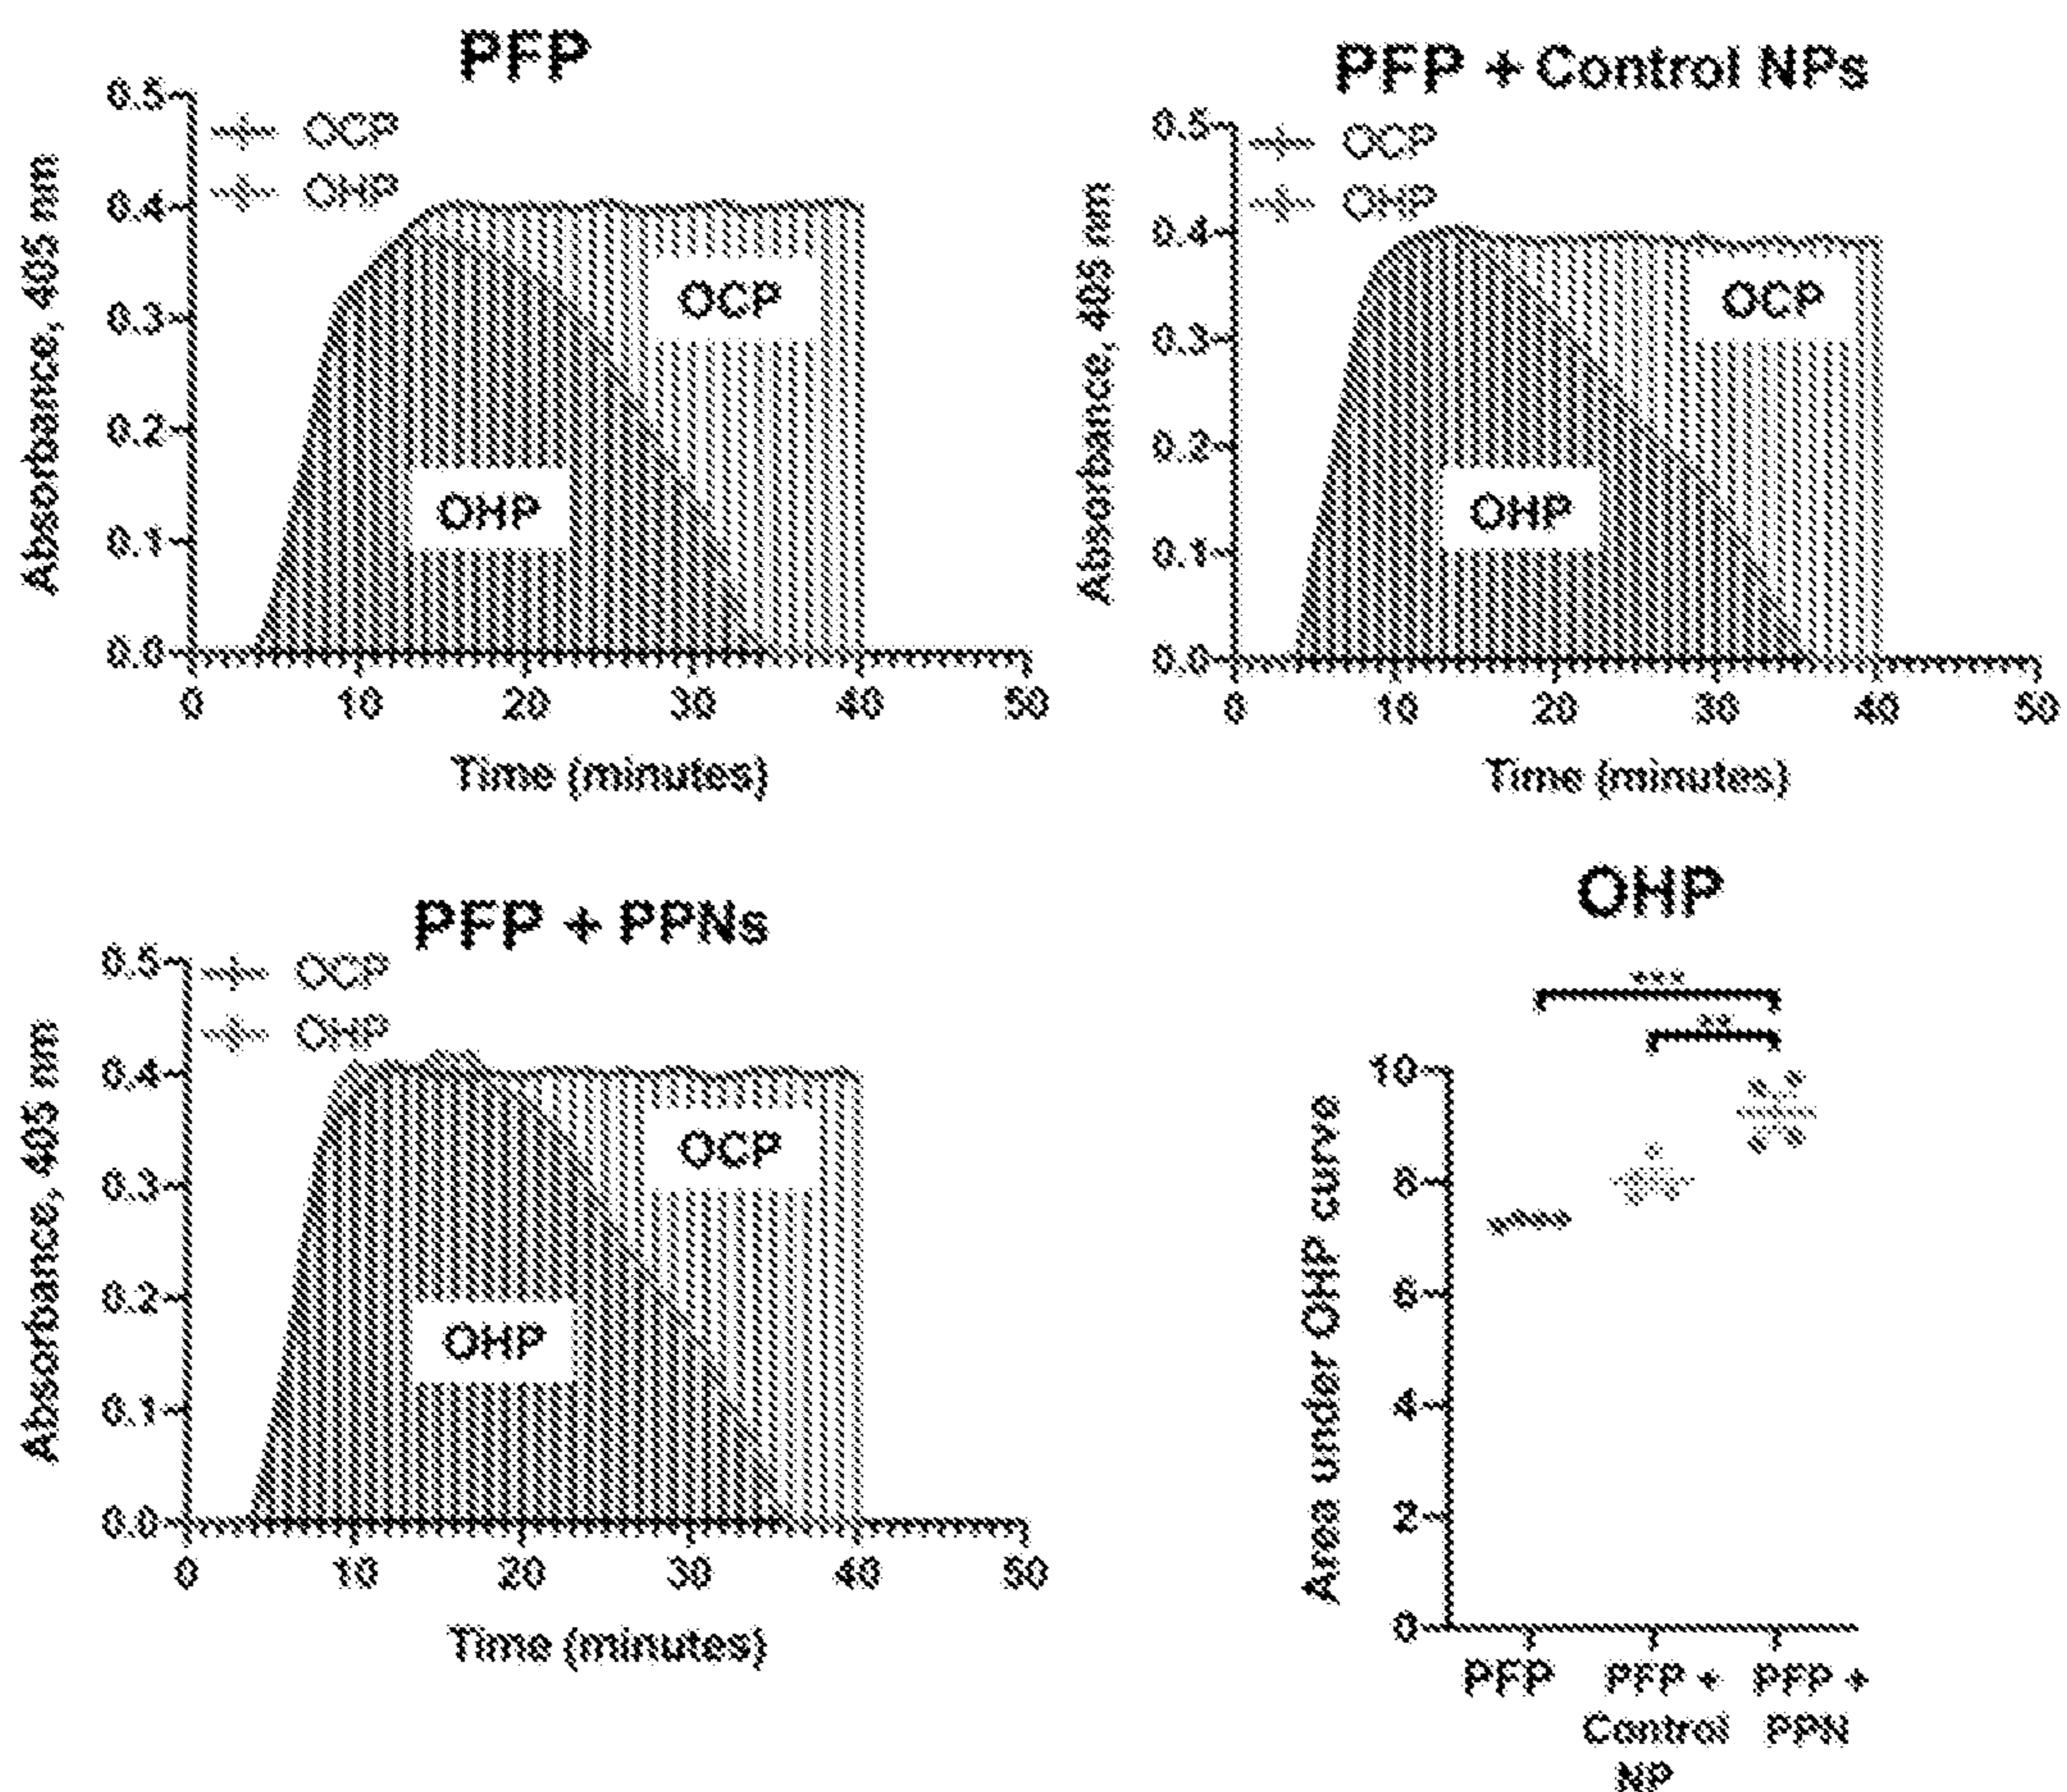 PFP
0.5
OCP
OHP
0.4
0.3
0.2
0.1
0.0
Absorbance, 405 nm
OCP
OHP
0 10 20 30 40 50
Time (minutes)
PFP + Control NPs
0.5
OCP
OHP
0.4
0.3
0.2
0.1
0.0
Absorbance, 405 nm
OCP
OHP
0 10 20 30 40 50
Time (minutes)
PFP + PPNs
0.5
OCP
OHP
0.4
0.3
0.2
0.1
0.0
Absorbance, 405 nm
OCP
OHP
0 10 20 30 40 50
Time (minutes)
OHP
***
**
10
8
6
4
2
0
Area under OHP curve
PFP
PFP +
Control
NP
PFP +
PPN